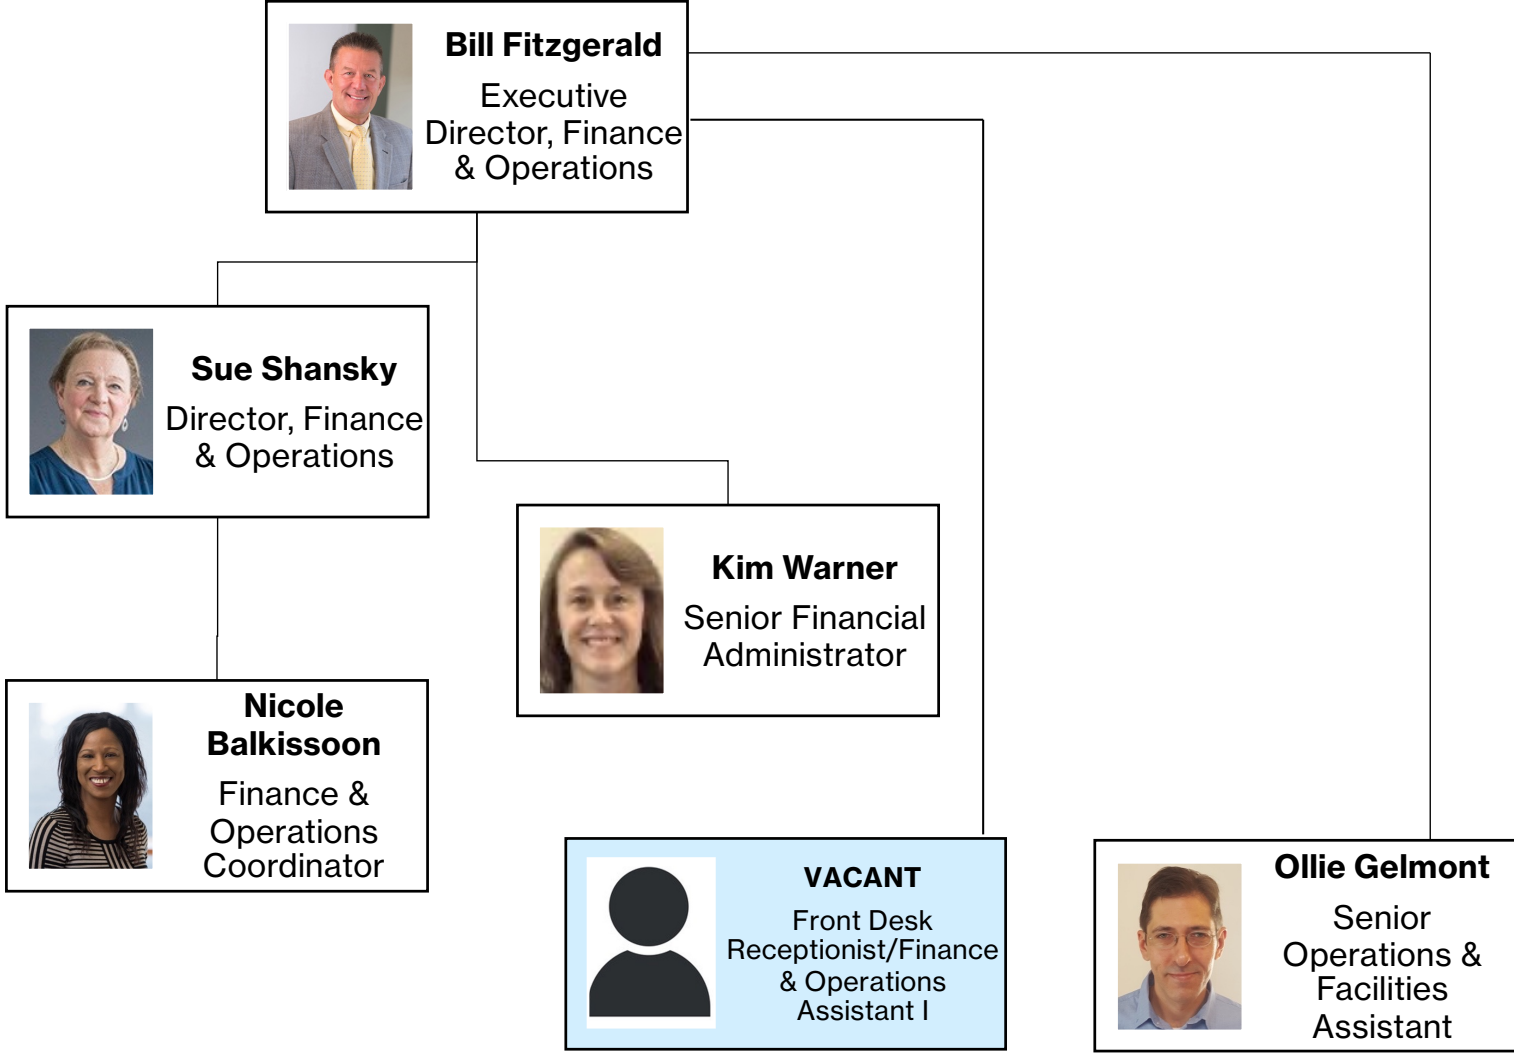 Bill Fitzgerald
Executive
Director, Finance
& Operations
Sue Shansky
Director, Finance
& Operations
Kim Warner
Senior Financial
Administrator
Nicole
Balkissoon
Finance &
Operations
Coordinator
VACANT
Front Desk
Receptionist/Finance
& Operations
Assistant I
Ollie Gelmont
Senior
Operations &
Facilities
Assistant